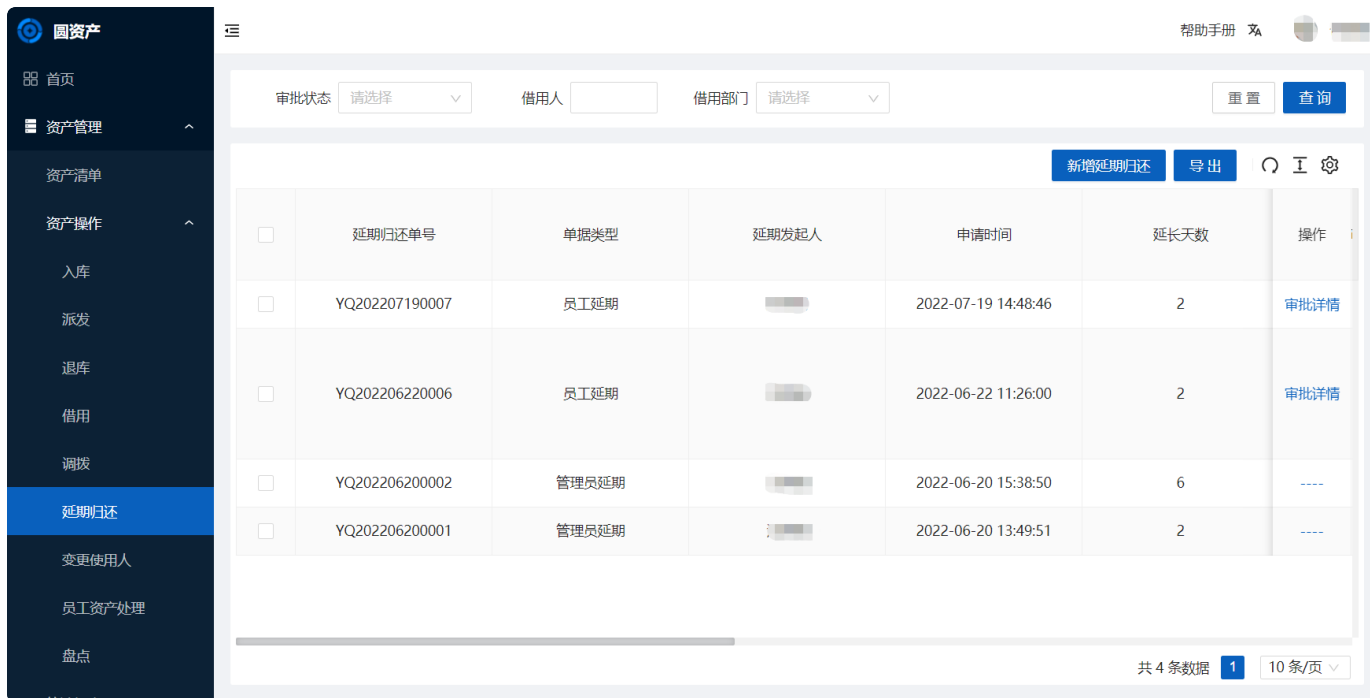 圆资产
帮助手册
首页
资产管理
资产清单
资产操作
入库
派发
退库
借用
调拨
延期归还
变更使用人
员工资产处理
盘点
审批状态 请选择 借用人 借用部门 请选择 重 置 查 询
新增延期归还 导 出
延期归还单号 单据类型 延期发起人 申请时间 延长天数 操作
YQ202207190007 员工延期 2022-07-19 14:48:46 2 审批详情
YQ202206220006 员工延期 2022-06-22 11:26:00 2 审批详情
YQ202206200002 管理员延期 2022-06-20 15:38:50 6 ----
YQ202206200001 管理员延期 2022-06-20 13:49:51 2 ----
共 4 条数据 1 10 条/页